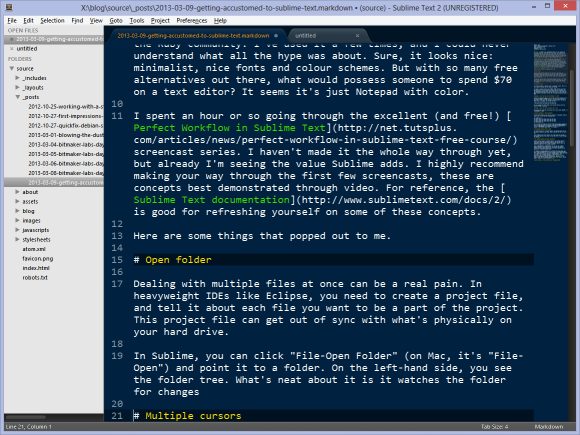 X:\blog\source\_posts\2013-03-09-getting-accustomed-to-sublime-text.markdown • (source) - Sublime Text 2 (UNREGISTERED)
File Edit Selection Find View Goto Tools Project Preferences Help
OPEN FILES
2013-03-09-getting-accustomed-to
untitled
FOLDERS
source
_includes
_layouts
_posts
2012-10-25-working-with-a-s
2012-10-27-first-impressions-
2012-10-27-quickfix-debian-s
2013-03-01-blowing-the-dust
2013-03-04-bitmaker-labs-day
2013-03-05-bitmaker-labs-day
2013-03-06-bitmaker-labs-day
2013-03-08-bitmaker-labs-day
2013-03-09-getting-accustom
about
assets
blog
images
javascripts
stylesheets
atom.xml
favicon.png
index.html
robots.txt
2013-03-09-getting-accustomed-to-sublime-text.markdown
untitled
the Ruby community. I've used it a few times, and I could never
understand what all the hype was about. Sure, it looks nice:
minimalist, nice fonts and colour schemes. But with so many free
alternatives out there, what would possess someone to spend $70
on a text editor? It seems it's just Notepad with color.
10
11 I spent an hour or so going through the excellent (and free!) [
Perfect Workflow in Sublime Text](http://net.tutsplus.
com/articles/news/perfect-workflow-in-sublime-text-free-course/)
screencast series. I haven't made it the whole way through yet,
but already I'm seeing the value Sublime adds. I highly recommend
making your way through the first few screencasts, these are
concepts best demonstrated through video. For reference, the [
Sublime Text documentation](http://www.sublimetext.com/docs/2/)
is good for refreshing yourself on some of these concepts.
12
13 Here are some things that popped out to me.
14
15 # Open folder
16
17 Dealing with multiple files at once can be a real pain. In
heavyweight IDEs like Eclipse, you need to create a project file,
and tell it about each file you want to be a part of the project.
This project file can get out of sync with what's physically on
your hard drive.
18
19 In Sublime, you can click "File-Open Folder" (on Mac, it's "File-
Open") and point it to a folder. On the left-hand side, you see
the folder tree. What's neat about it is it watches the folder
for changes
20
21 # Multiple cursors
Line 21, Column 1
Tab Size: 4
Markdown